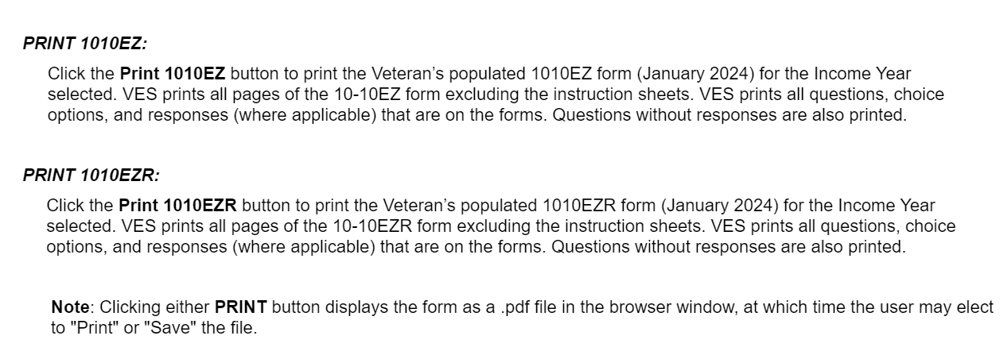 PRINT 1010EZ:
Click the Print 1010EZ button to print the Veteran’s populated 1010EZ form (January 2024) for the Income Year
selected. VES prints all pages of the 10-10EZ form excluding the instruction sheets. VES prints all questions, choice
options, and responses (where applicable) that are on the forms. Questions without responses are also printed.
PRINT 1010EZR:
Click the Print 1010EZR button to print the Veteran’s populated 1010EZR form (January 2024) for the Income Year
selected. VES prints all pages of the 10-10EZR form excluding the instruction sheets. VES prints all questions, choice
options, and responses (where applicable) that are on the forms. Questions without responses are also printed.
Note: Clicking either PRINT button displays the form as a .pdf file in the browser window, at which time the user may elect
to "Print" or "Save" the file.